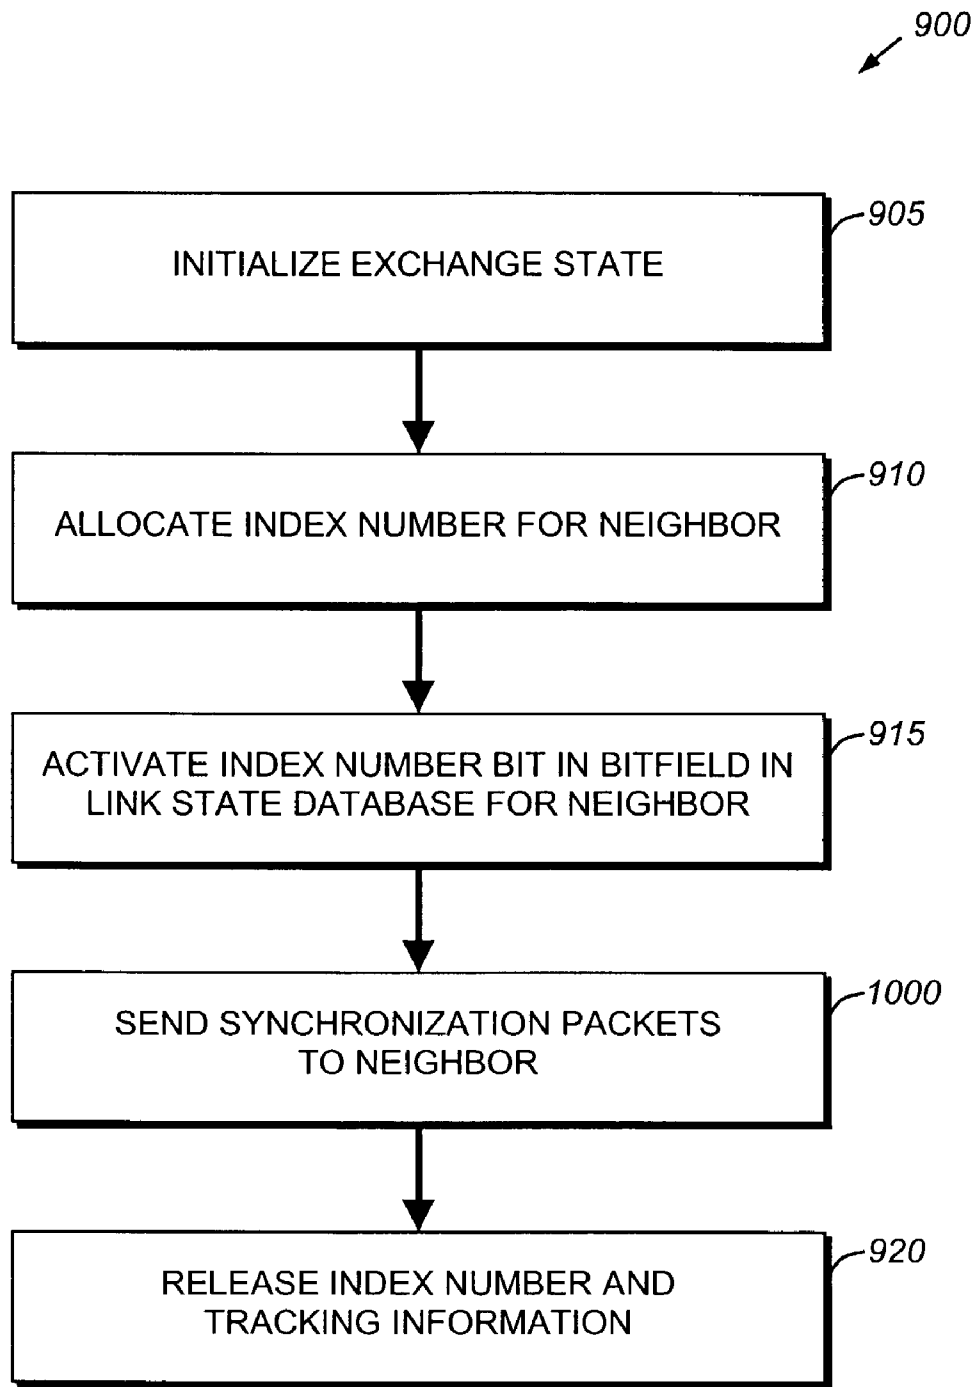 900
905
INITIALIZE EXCHANGE STATE
910
ALLOCATE INDEX NUMBER FOR NEIGHBOR
915
ACTIVATE INDEX NUMBER BIT IN BITFIELD IN
LINK STATE DATABASE FOR NEIGHBOR
1000
SEND SYNCHRONIZATION PACKETS
TO NEIGHBOR
920
RELEASE INDEX NUMBER AND
TRACKING INFORMATION